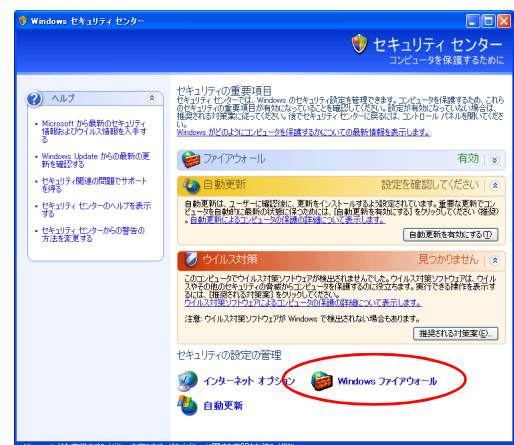 Windows セキュリティ センター
セキュリティ センター
コンピュータを保護するために
ヘルプ
Microsoft から最新のセキュリティ
情報およびウイルス情報を入手す
る
Windows Update からの最新の更
新を確認する
セキュリティ関連の問題でサポート
を得る
セキュリティ センターのヘルプを表示
する
セキュリティ センターからの警告の
方法を変更する
セキュリティの重要項目
セキュリティ センターでは、Windows のセキュリティ設定を管理できます。コンピュータを保護するため、これら
のセキュリティの重要項目が有効になっていることを確認してください。設定が有効になっていない場合は、
推奨される対策案に従ってください。後でセキュリティ センターに戻るには、コントロール パネルを開いてくださ
い。
Windows がどのようにコンピュータを保護するかについての最新情報を表示します。
ファイアウォール
有効
自動更新
設定を確認してください
自動更新は、ユーザーに確認後に、更新をインストールするよう設定されています。重要な更新でコン
ピュータを自動的に最新の状態に保つためには、[自動更新を有効にする] をクリックしてください (推奨)
。自動更新によるコンピュータの保護の詳細について表示します。
自動更新を有効にする(T)
ウイルス対策
見つかりません
このコンピュータでウイルス対策ソフトウェアが検出されませんでした。ウイルス対策ソフトウェアは、ウイル
スやその他のセキュリティの脅威からコンピュータを保護するのに役立ちます。実行できる操作を表示す
るには、[推奨される対策案] をクリックしてください。
ウイルス対策ソフトウェアによるコンピュータの保護の詳細について表示します。
注意: ウイルス対策ソフトウェアが Windows で検出されない場合もあります。
推奨される対策案(E)...
セキュリティの設定の管理
インターネット オプション
Windows ファイアウォール
自動更新